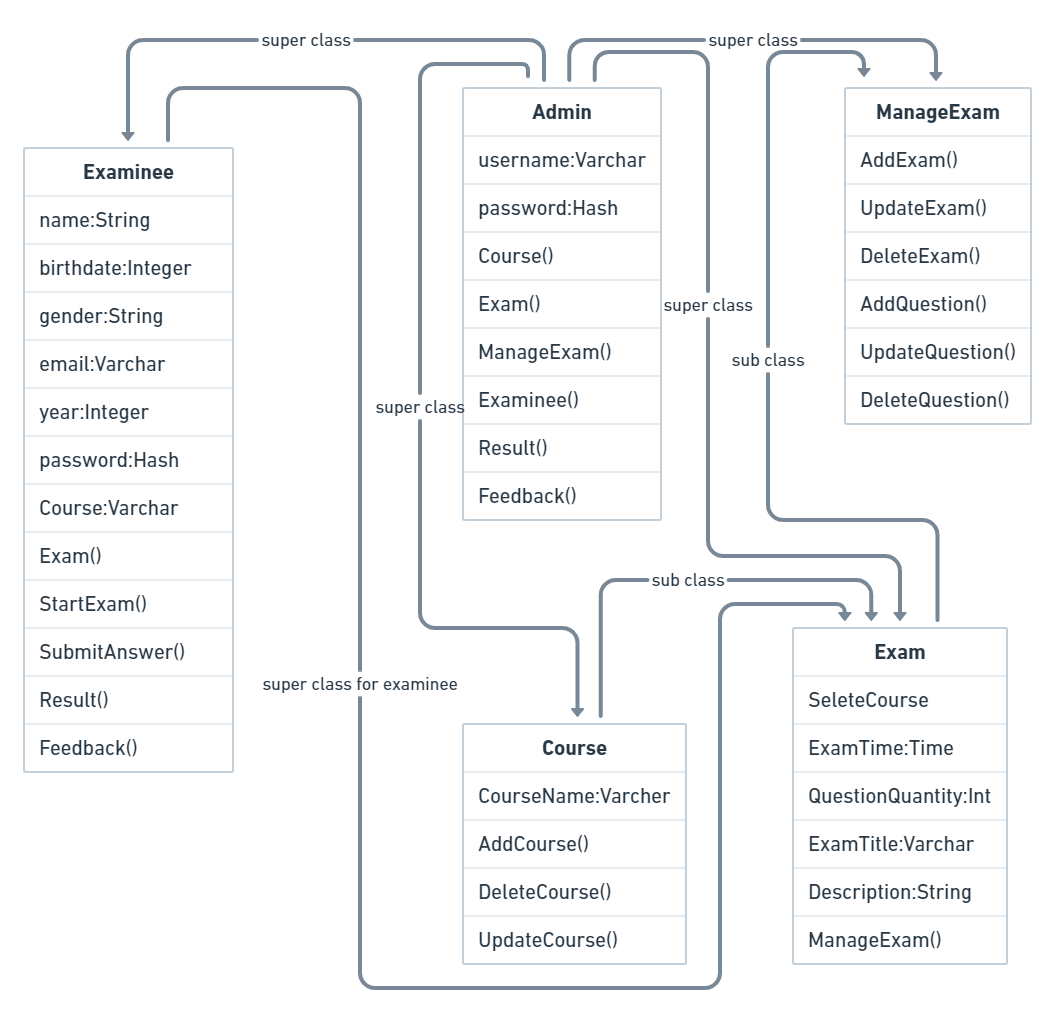 super class
super class
Examinee
name:String
birthdate:Integer
gender:String
email:Varchar
year:Integer
password:Hash
Course:Varchar
Exam()
StartExam()
SubmitAnswer()
Result()
Feedback()
Admin
username:Varchar
password:Hash
Course()
Exam()
ManageExam()
Examinee()
Result()
Feedback()
ManageExam
AddExam()
UpdateExam()
DeleteExam()
AddQuestion()
UpdateQuestion()
DeleteQuestion()
super class
sub class
super class
sub class
super class for examinee
Course
CourseName:Varcher
AddCourse()
DeleteCourse()
UpdateCourse()
Exam
SeleteCourse
ExamTime:Time
QuestionQuantity:Int
ExamTitle:Varchar
Description:String
ManageExam()